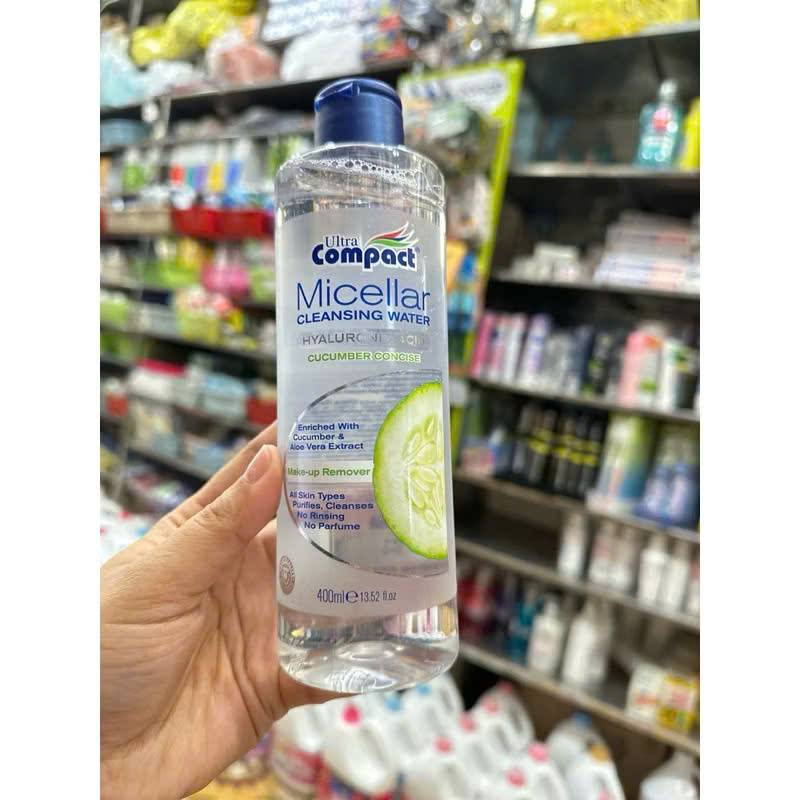 Ultra
Compact
Micellar
CLEANSING WATER
HYALURONIC ACID
CUCUMBER CONCISE
Enriched With
Cucumber &
Aloe Vera Extract
Make-up Remover
All Skin Types
Purifies, Cleanses
No Rinsing
No Parfume
400ml ℮ 13.52 fl.oz